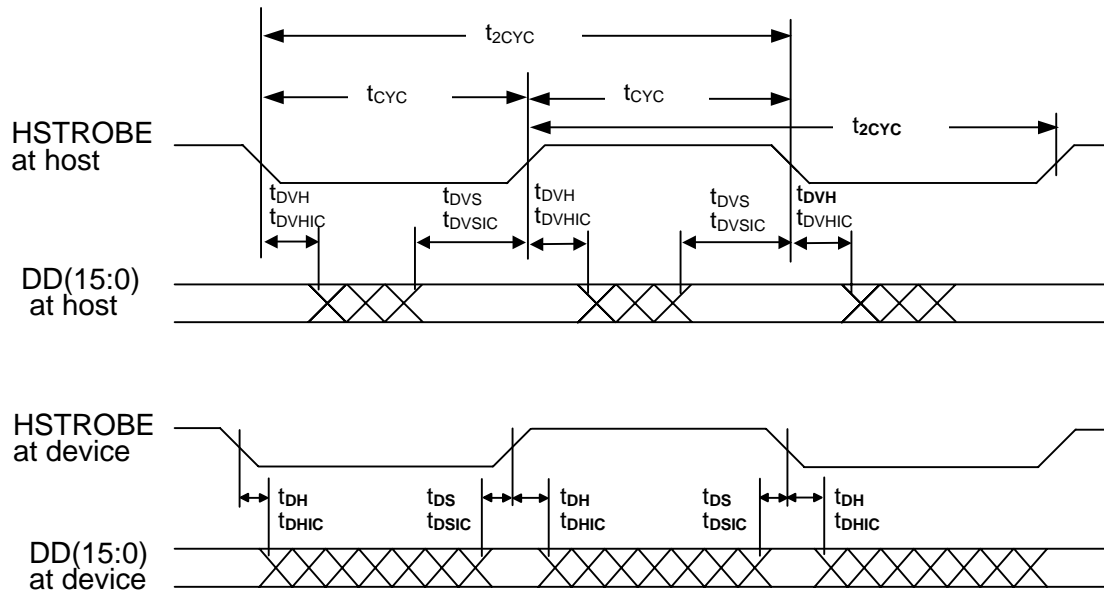 t2CYC
tCYC tCYC
t2CYC
HSTROBE
at host
tDVH tDVS tDVH tDVS tDVH
tDVHIC tDVSIC tDVHIC tDVSIC tDVHIC
DD(15:0)
at host
HSTROBE
at device
tDH tDS tDH tDS tDH
tDHIC tDSIC tDHIC tDSIC tDHIC
DD(15:0)
at device